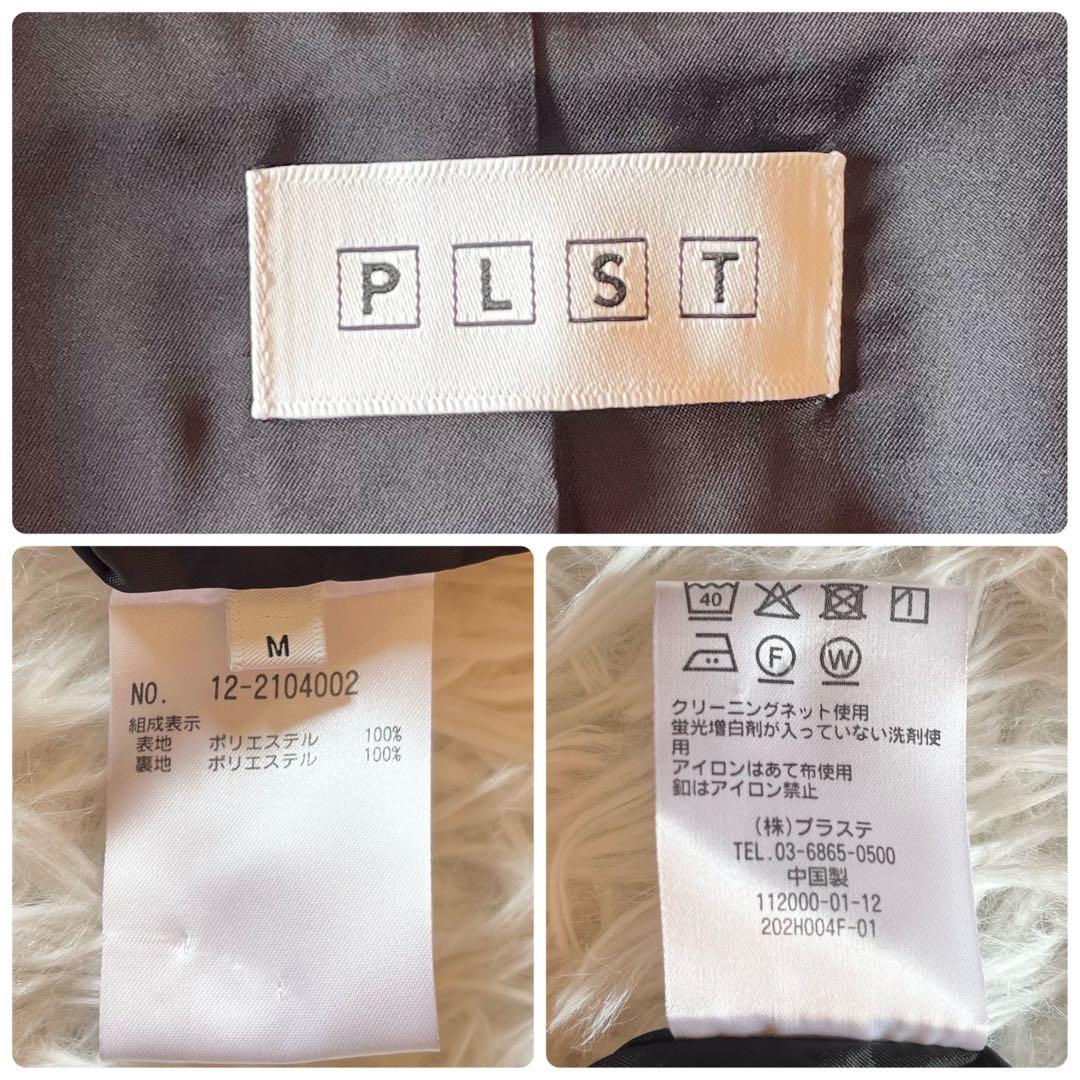 P L S T
M
NO. 12-2104002
組成表示
表地 ポリエステル 100%
裏地 ポリエステル 100%
40
F W
クリーニングネット使用
蛍光増白剤が入っていない洗剤使
用
アイロンはあて布使用
釦はアイロン禁止
(株)プラステ
TEL.03-6865-0500
中国製
112000-01-12
202H004F-01